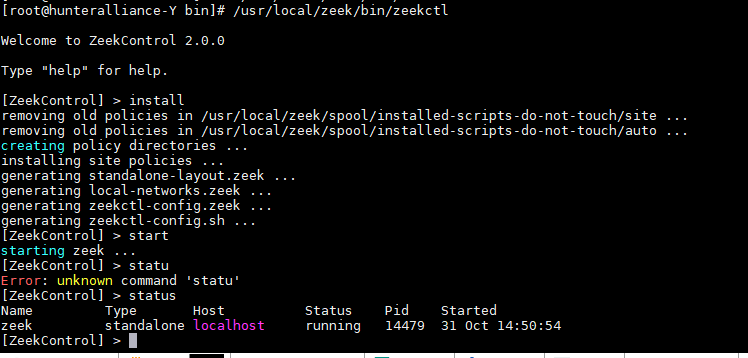 [root@hunteralliance-Y bin]# /usr/local/zeek/bin/zeekctl
Welcome to ZeekControl 2.0.0
Type "help" for help.
[ZeekControl] > install
removing old policies in /usr/local/zeek/spool/installed-scripts-do-not-touch/site ...
removing old policies in /usr/local/zeek/spool/installed-scripts-do-not-touch/auto ...
creating policy directories ...
installing site policies ...
generating standalone-layout.zeek ...
generating local-networks.zeek ...
generating zeekctl-config.zeek ...
generating zeekctl-config.sh ...
[ZeekControl] > start
starting zeek ...
[ZeekControl] > statu
Error: unknown command 'statu'
[ZeekControl] > status
Name Type Host Status Pid Started
zeek standalone localhost running 14479 31 Oct 14:50:54
[ZeekControl] >